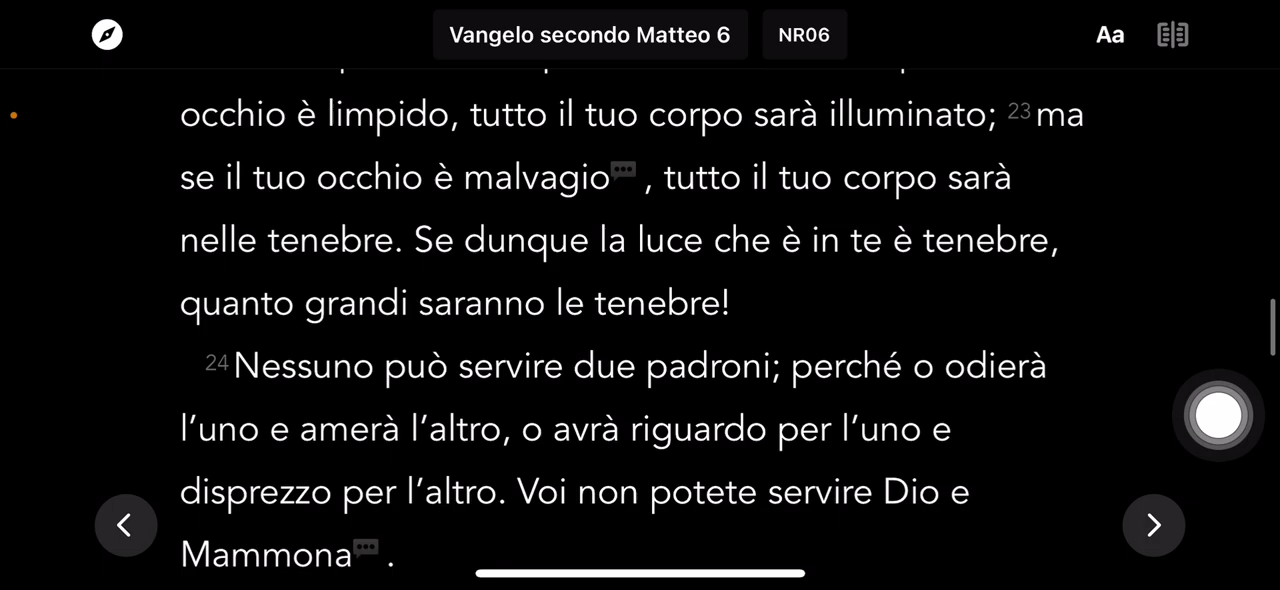 Vangelo secondo Matteo 6 NR06 Aa
occhio è limpido, tutto il tuo corpo sarà illuminato; 23 ma
se il tuo occhio è malvagio , tutto il tuo corpo sarà
nelle tenebre. Se dunque la luce che è in te è tenebre,
quanto grandi saranno le tenebre!
24 Nessuno può servire due padroni; perché o odierà
l’uno e amerà l’altro, o avrà riguardo per l’uno e
disprezzo per l’altro. Voi non potete servire Dio e
Mammona .